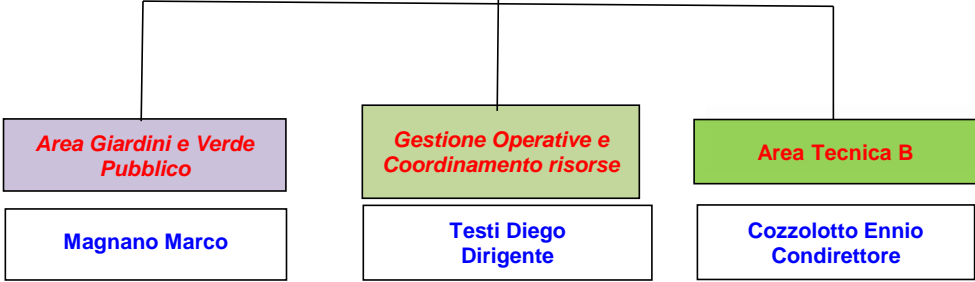 Area Giardini e Verde
Pubblico
Gestione Operative e
Coordinamento risorse
Area Tecnica B
Magnano Marco
Testi Diego
Dirigente
Cozzolotto Ennio
Condirettore